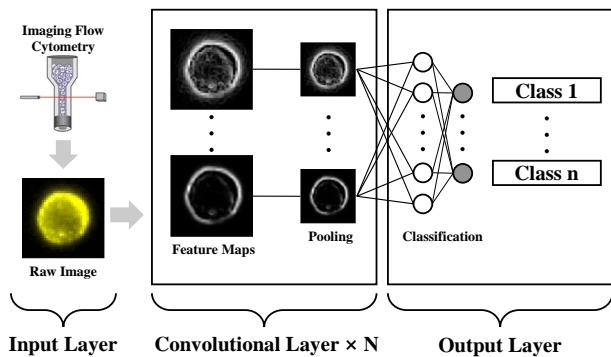 Imaging Flow
Cytometry
Raw Image
Feature Maps
Pooling
Classification
Class 1
Class n
Input Layer
Convolutional Layer × N
Output Layer